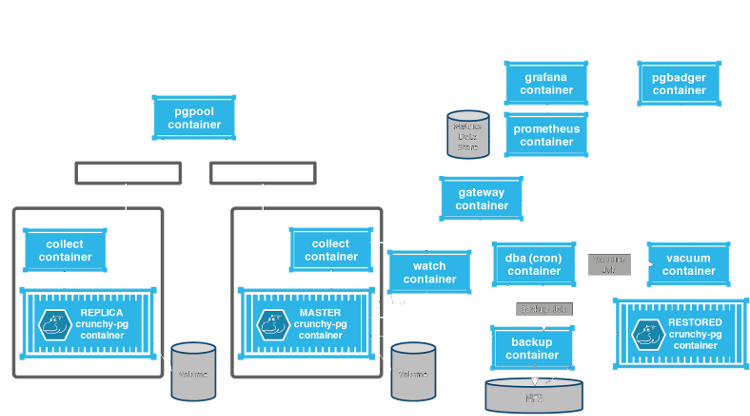 grafana
container
pgbadger
container
pgpool
container
Metrics
Data
Store
prometheus
container
gateway
container
collect
container
collect
container
watch
container
dba (cron)
container
Vacuum
Job
vacuum
container
REPLICA
crunchy-pg
container
MASTER
crunchy-pg
container
Backup Job
RESTORED
crunchy-pg
container
backup
container
Volume
Volume
NFS